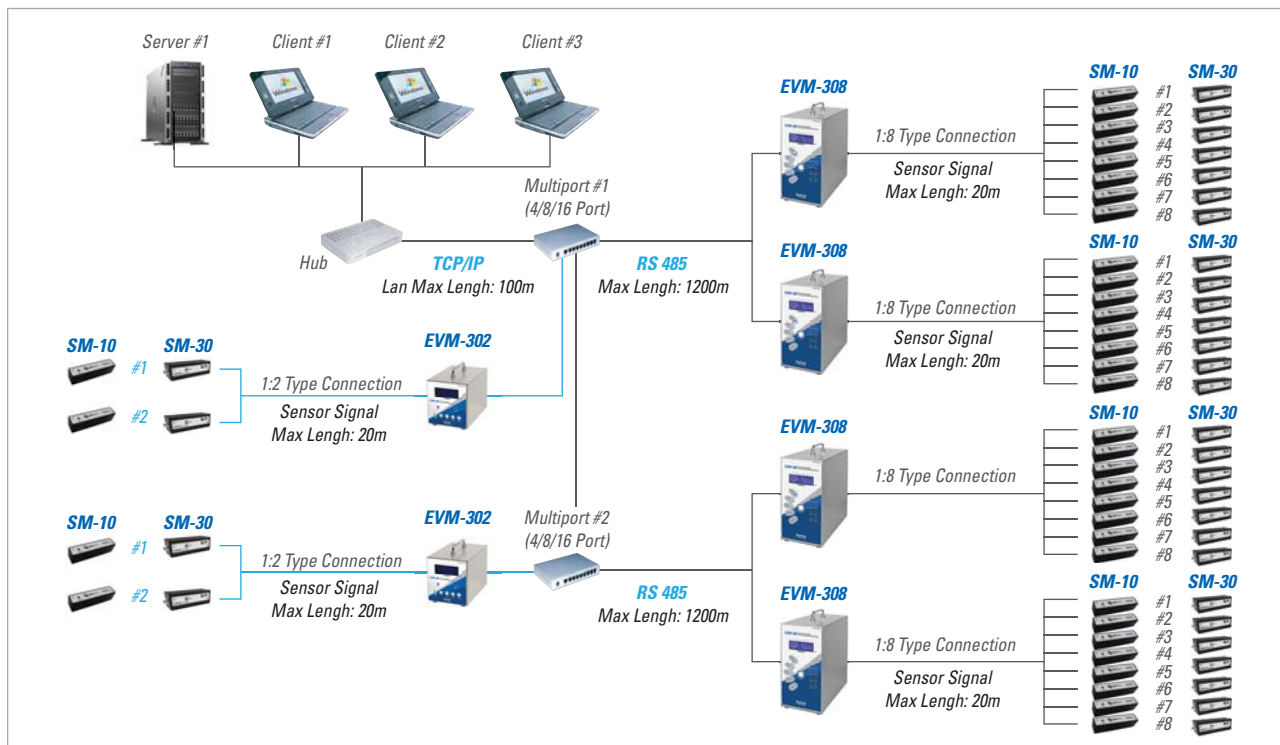 Server #1
Client #1
Client #2
Client #3
Windows
Windows
Windows
Hub
TCP/IP
Lan Max Lengh: 100m
Multiport #1
(4/8/16 Port)
RS 485
Max Lengh: 1200m
EVM-308
1:8 Type Connection
Sensor Signal
Max Lengh: 20m
SM-10
SM-30
#1
#2
#3
#4
#5
#6
#7
#8
EVM-308
1:8 Type Connection
Sensor Signal
Max Lengh: 20m
SM-10
SM-30
#1
#2
#3
#4
#5
#6
#7
#8
SM-10
SM-30
#1
#2
1:2 Type Connection
Sensor Signal
Max Lengh: 20m
EVM-302
SM-10
SM-30
#1
#2
1:2 Type Connection
Sensor Signal
Max Lengh: 20m
EVM-302
Multiport #2
(4/8/16 Port)
RS 485
Max Lengh: 1200m
EVM-308
1:8 Type Connection
SM-10
SM-30
#1
#2
#3
#4
#5
#6
#7
#8
EVM-308
1:8 Type Connection
Sensor Signal
Max Lengh: 20m
SM-10
SM-30
#1
#2
#3
#4
#5
#6
#7
#8